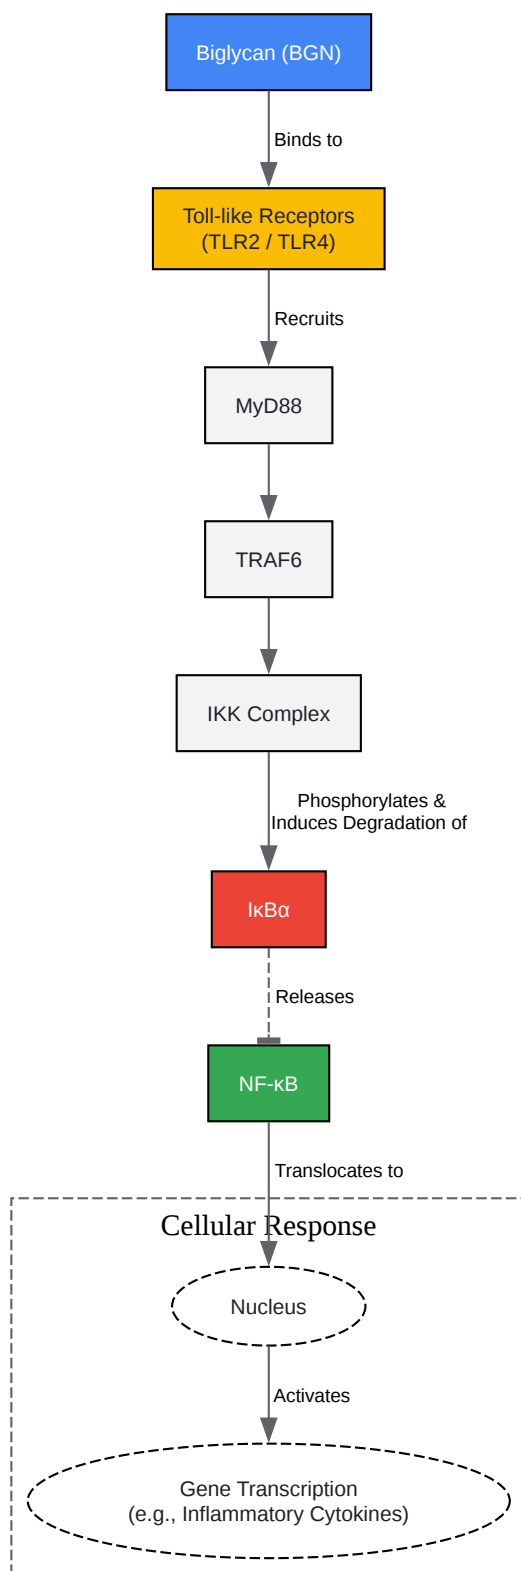 Biglycan (BGN)
Binds to
Toll-like Receptors
(TLR2 / TLR4)
Recruits
MyD88
TRAF6
IKK Complex
Phosphorylates &
Induces Degradation of
IκBα
Releases
NF-κB
Translocates to
Cellular Response
Nucleus
Activates
Gene Transcription
(e.g., Inflammatory Cytokines)